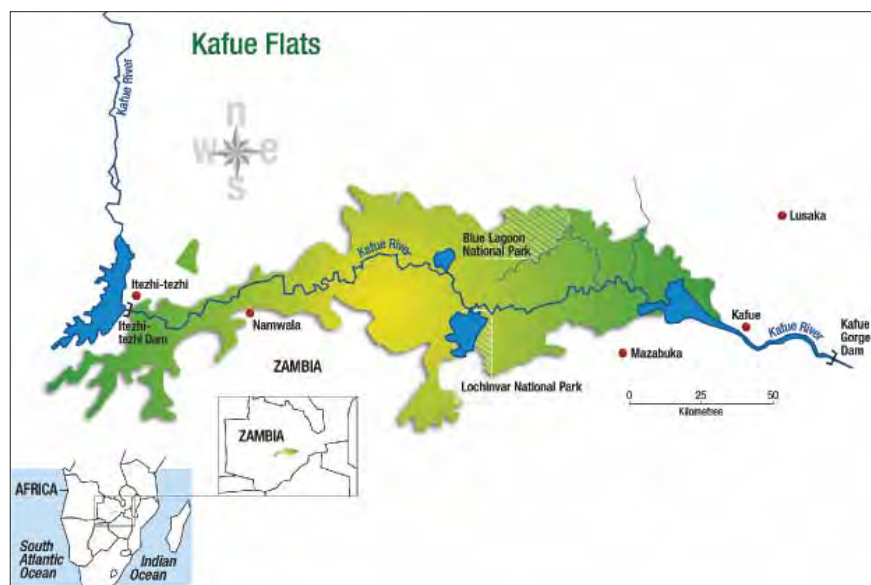 Kafue Flats
Kafue River
n
w e
s
Lusaka
Blue Lagoon
National Park
Kafue River
Itezhi-tezhi
Itezhi-
tezhi Dam
Namwala
Kafue
Kafue River
Kafue
Gorge
Dam
Mazabuka
ZAMBIA
Lochinvar National Park
0 25 50
Kilometree
ZAMBIA
AFRICA
South
Atlantic
Ocean
Indian
Ocean